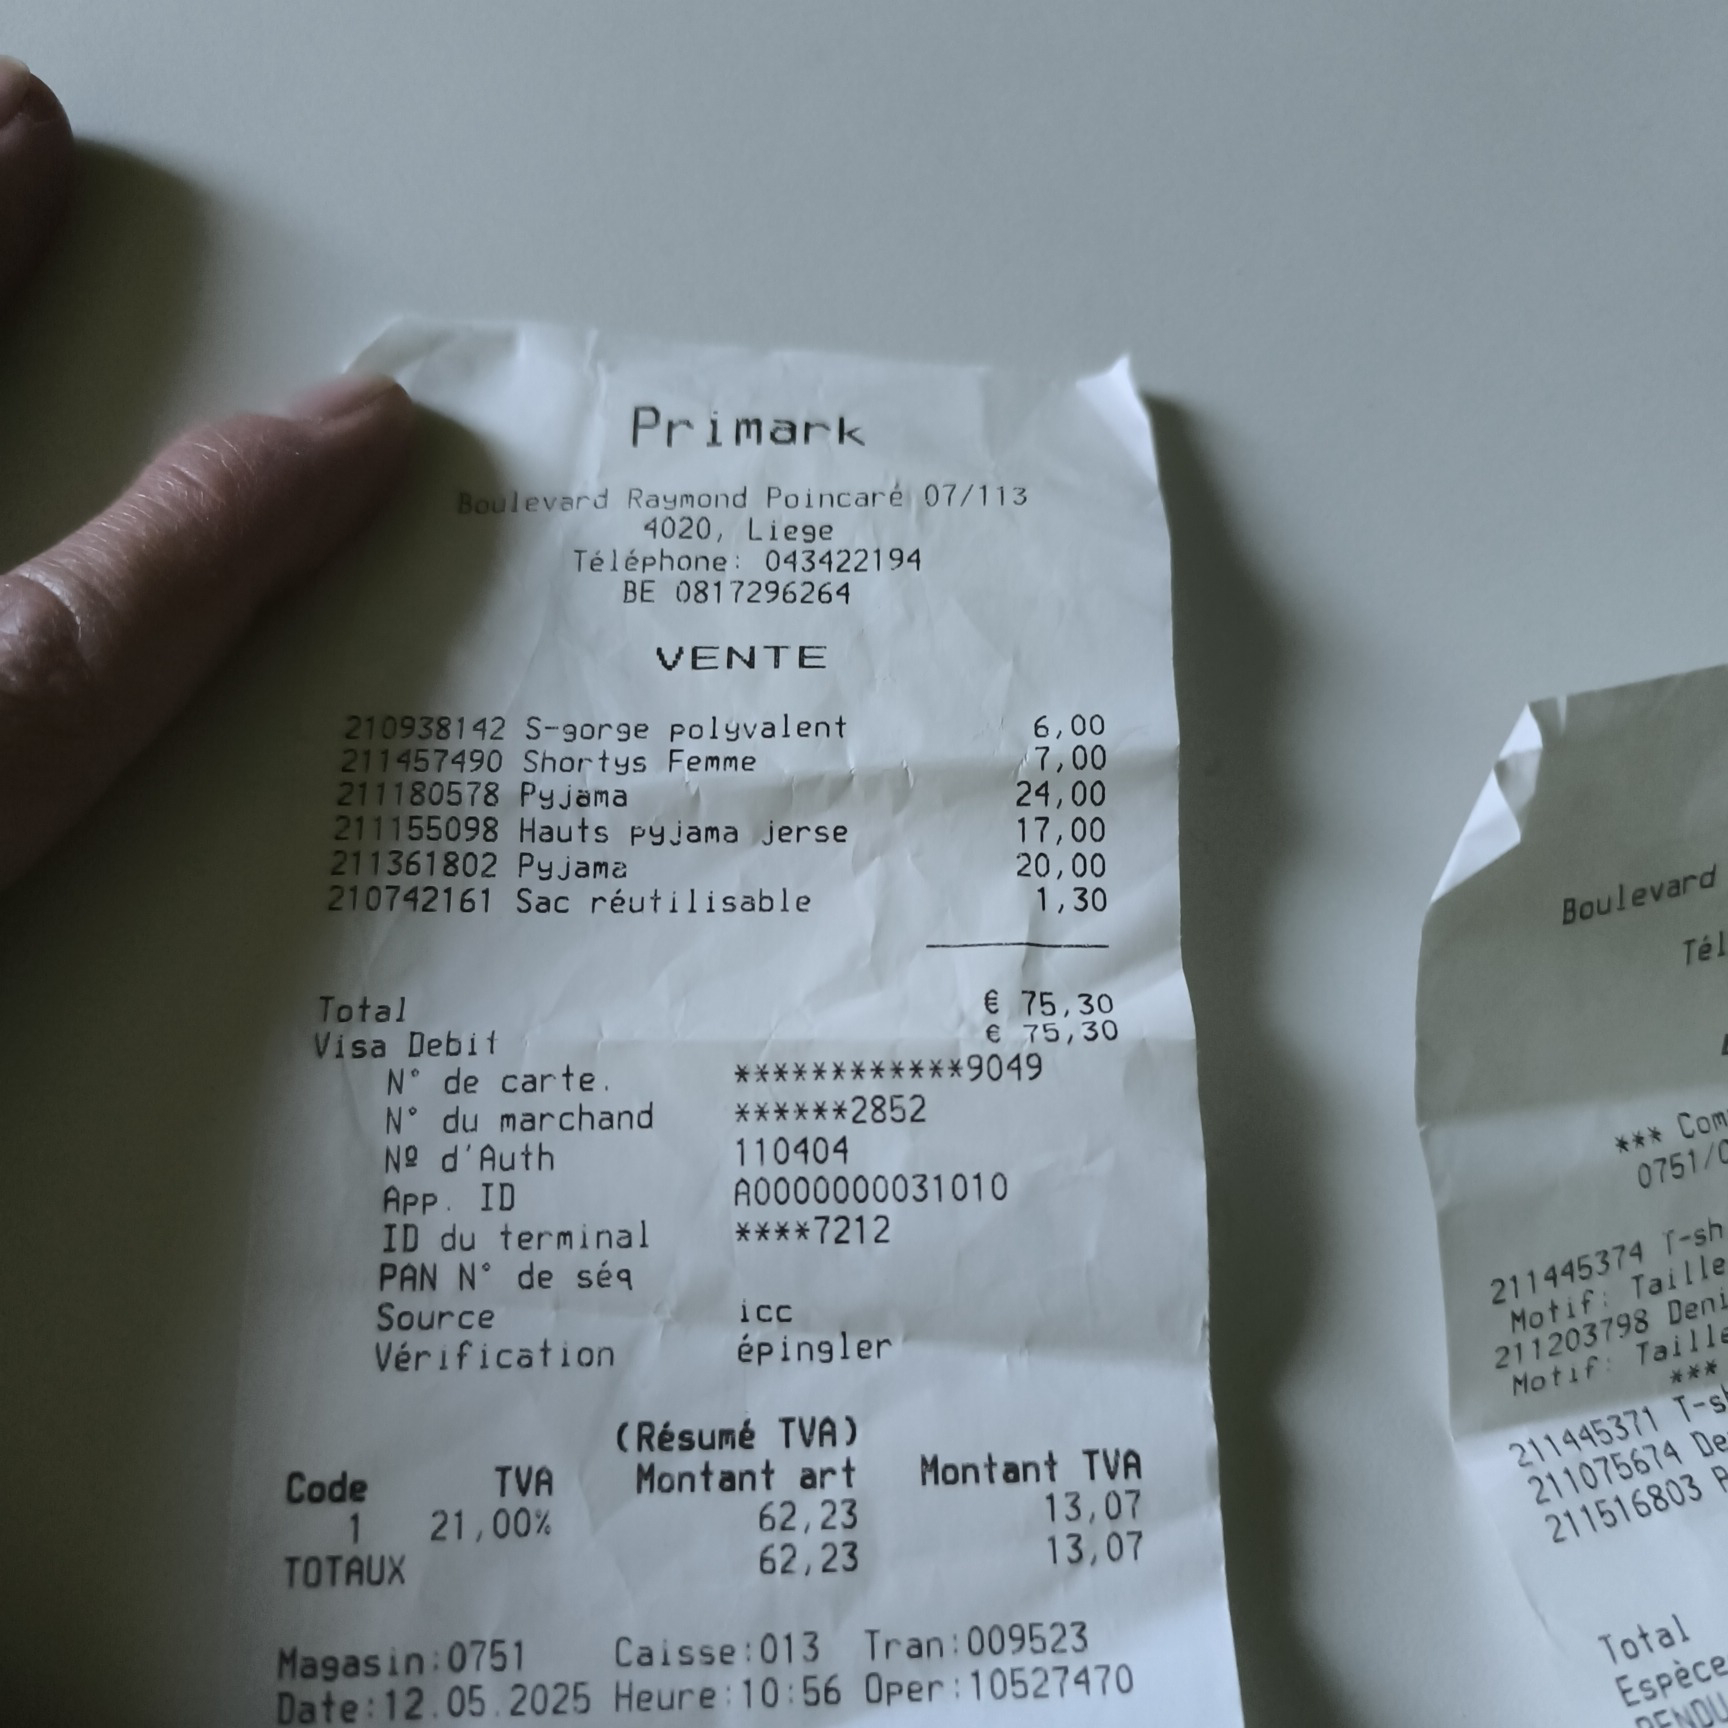 Primark
Boulevard Raymond Poincaré 07/113
4020, Liege
Téléphone: 043422194
BE 0817296264
VENTE
210938142 S-gorge polyvalent 6,00
211457490 Shortys Femme 7,00
211180578 Pyjama 24,00
211155098 Hauts pyjama jerse 17,00
211361802 Pyjama 20,00
210742161 Sac réutilisable 1,30
Total € 75,30
Visa Debit € 75,30
N° de carte. ************9049
N° du marchand ******2852
Nº d'Auth 110404
App. ID A0000000031010
ID du terminal ****7212
PAN N° de séq
Source icc
Vérification épingler
(Résumé TVA)
Code TVA Montant art Montant TVA
1 21,00% 62,23 13,07
TOTAUX 62,23 13,07
Magasin:0751 Caisse:013 Tran:009523
Date:12.05.2025 Heure:10:56 Oper:10527470
Boulevard
Tél
*** Com
0751/0
211445374 T-sh
Motif: Taille
211203798 Deni
Motif: Taille
***
211445371 T-sh
211075674 De
211516803 P
Total
Espèce
RENDU